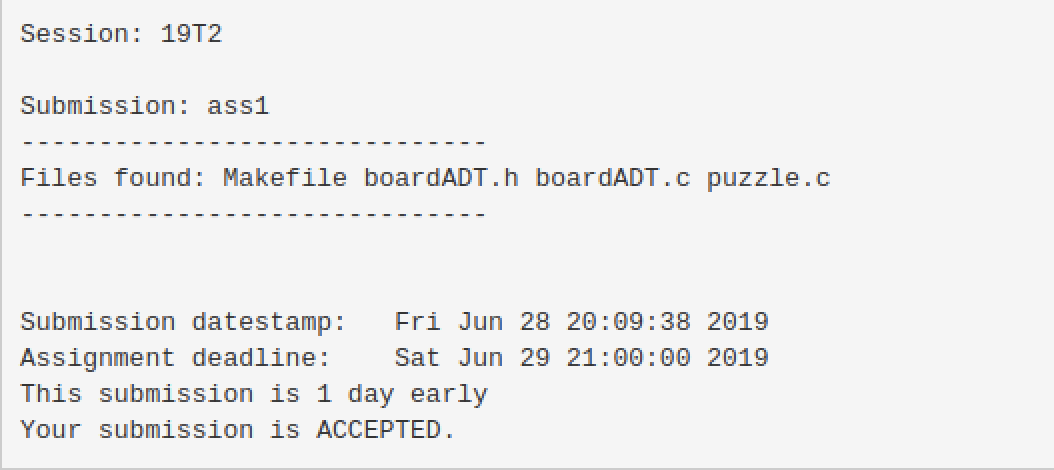 Session: 19T2
Submission: ass1
------------------------------
Files found: Makefile boardADT.h boardADT.c puzzle.c
------------------------------
Submission datestamp:   Fri Jun 28 20:09:38 2019
Assignment deadline:    Sat Jun 29 21:00:00 2019
This submission is 1 day early
Your submission is ACCEPTED.